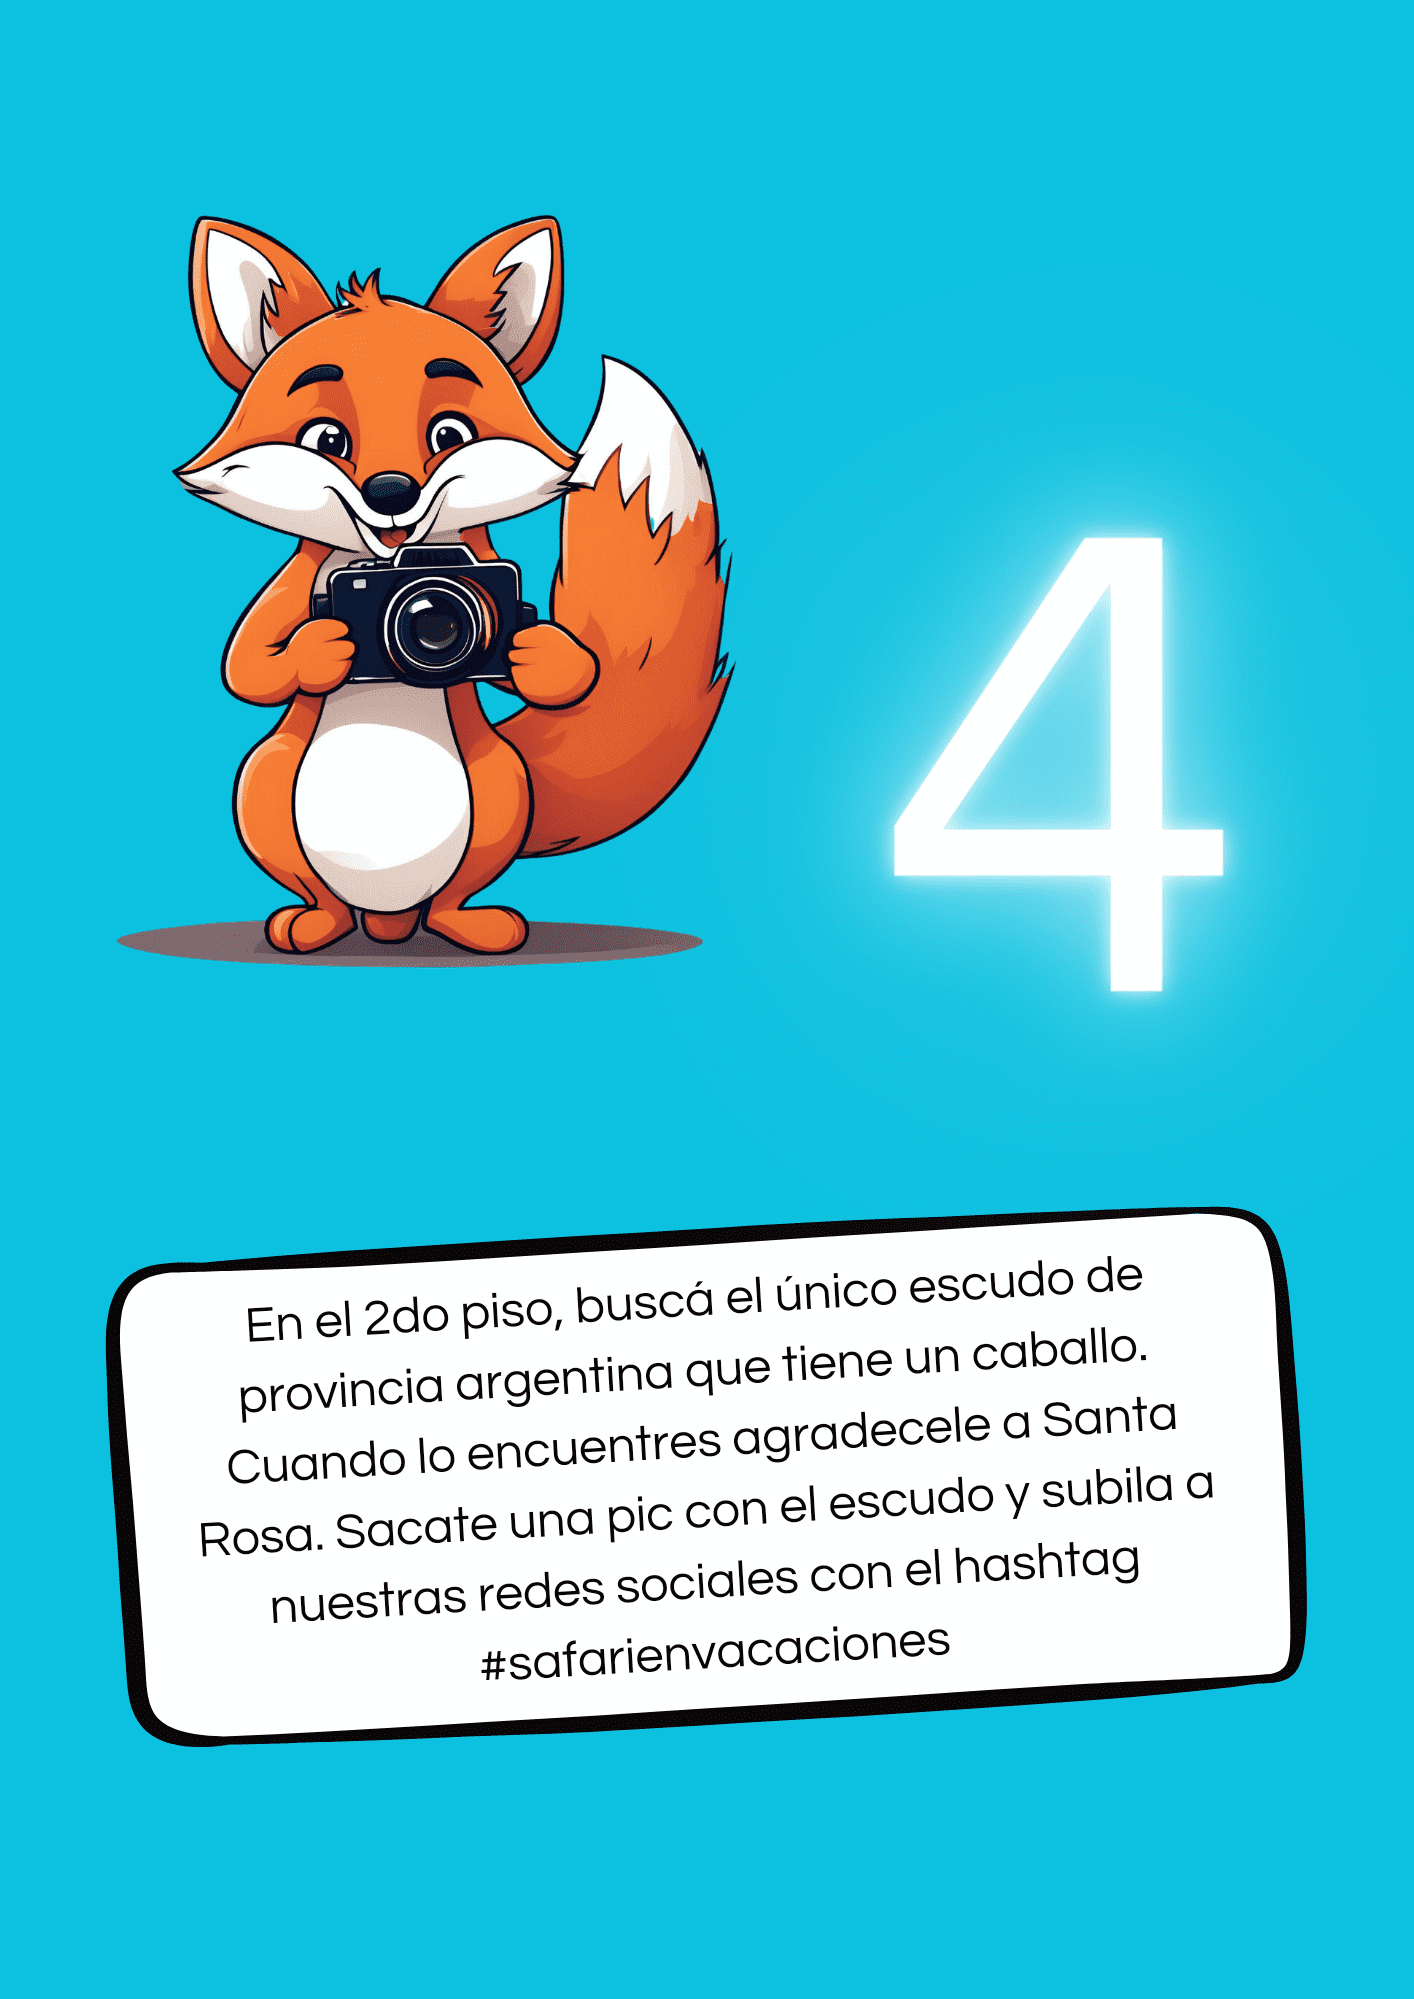 4
En el 2do piso, buscá el único escudo de
provincia argentina que tiene un caballo.
Cuando lo encuentres agradecele a Santa
Rosa. Sacate una pic con el escudo y subila a
nuestras redes sociales con el hashtag
#safarienvacaciones